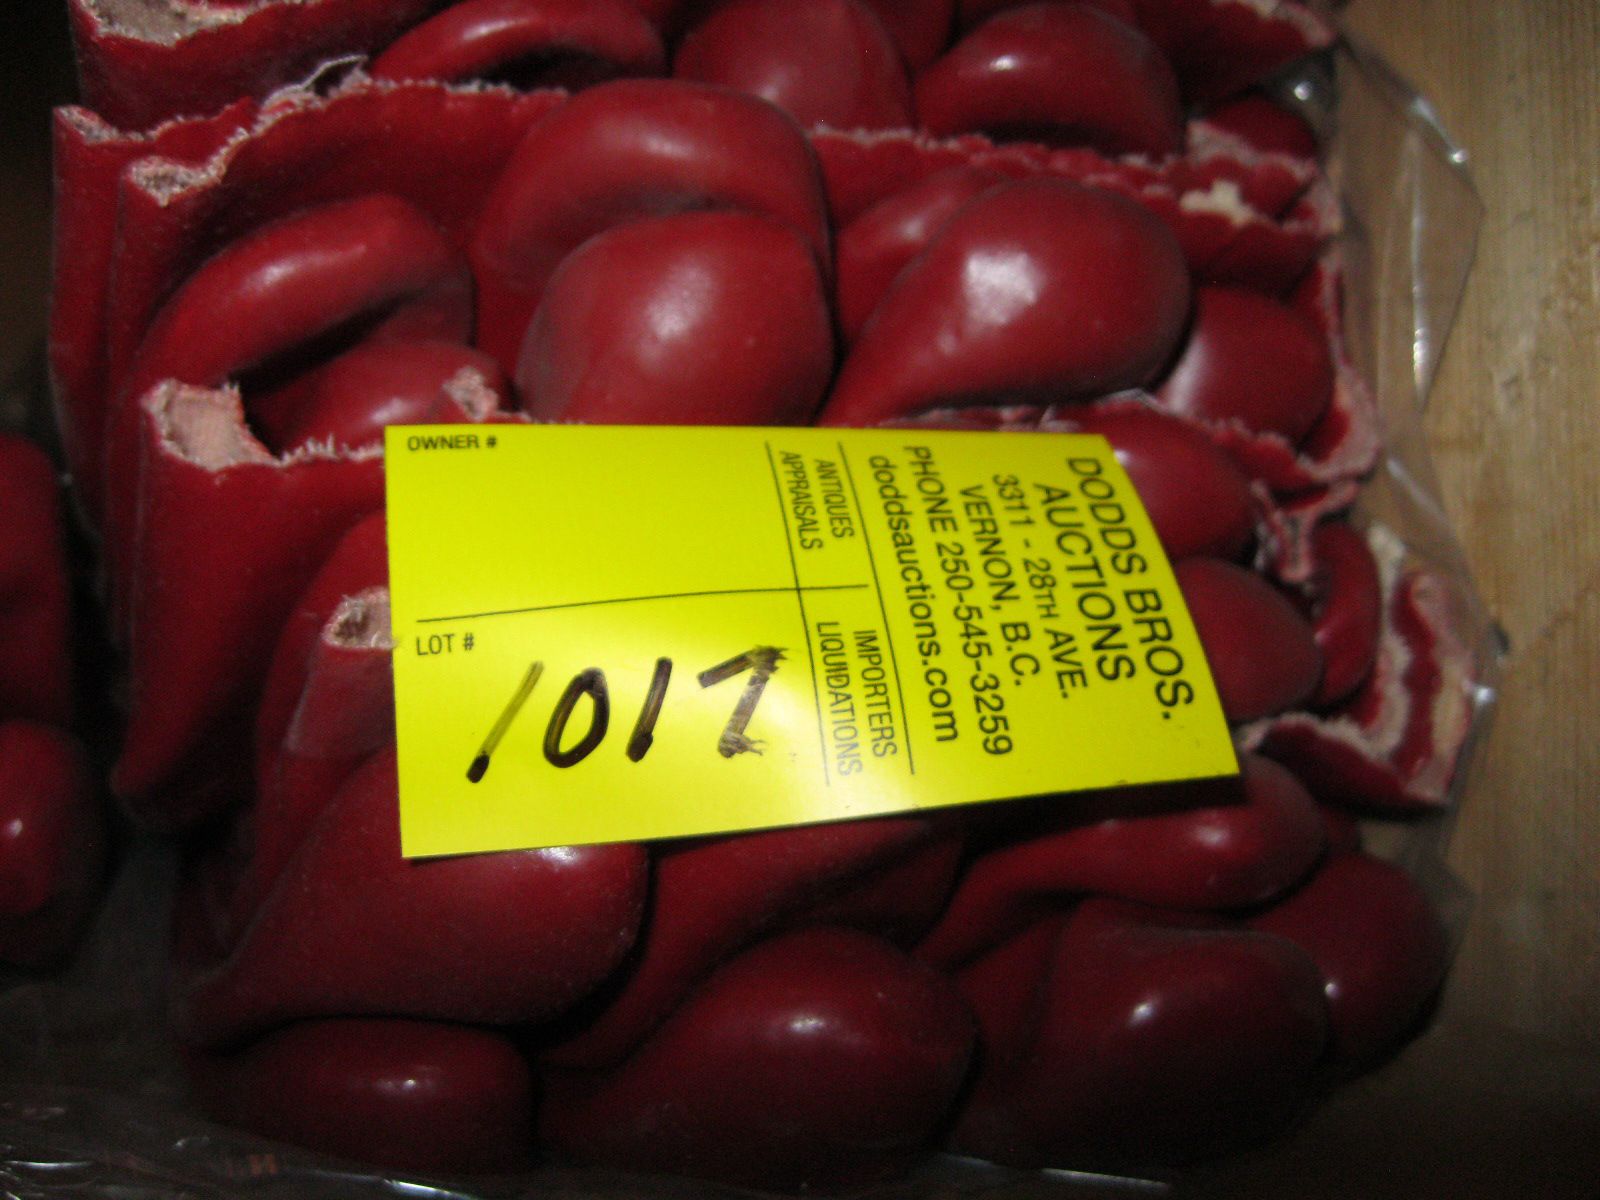 OWNER #
LOT #
1017
ANTIQUES
APPRAISALS
IMPORTERS
LIQUIDATIONS
DODDS BROS.
AUCTIONS
3311 - 28TH AVE.
VERNON, B.C.
PHONE 250-545-3259
doddsauctions.com